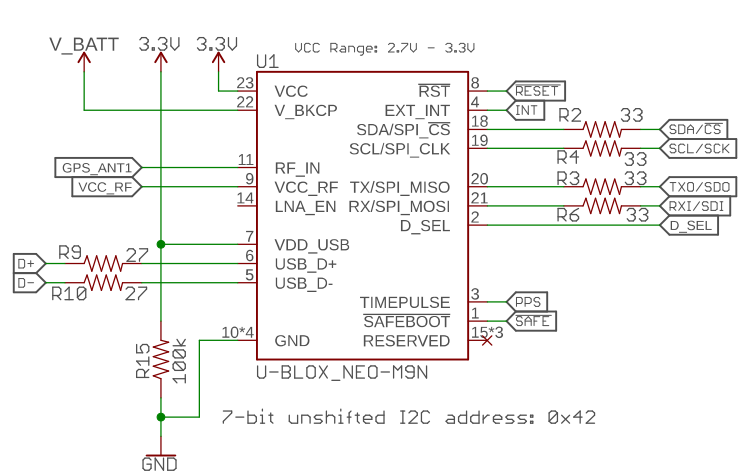 V_BATT 3.3V 3.3V VCC Range: 2.7V - 3.3V
U1
23 VCC RST 8 RESET
22 V_BKCP EXT_INT 4 INT
SDA/SPI_CS 18 R2 33 SDA/CS
SCL/SPI_CLK 19 R4 33 SCL/SCK
GPS_ANT1 11 RF_IN
VCC_RF 9 VCC_RF TX/SPI_MISO 20 R3 33 TXO/SDO
14 LNA_EN RX/SPI_MOSI 21 R6 33 RXI/SDI
D_SEL 2 D_SEL
7 VDD_USB
D+ R9 27 6 USB_D+
D- R10 27 5 USB_D-
TIMEPULSE 3 PPS
SAFEBOOT 1 SAFE
R15 100k 10*4 GND RESERVED 15*3
U-BLOX_NEO-M9N
7-bit unshifted I2C address: 0x42
GND